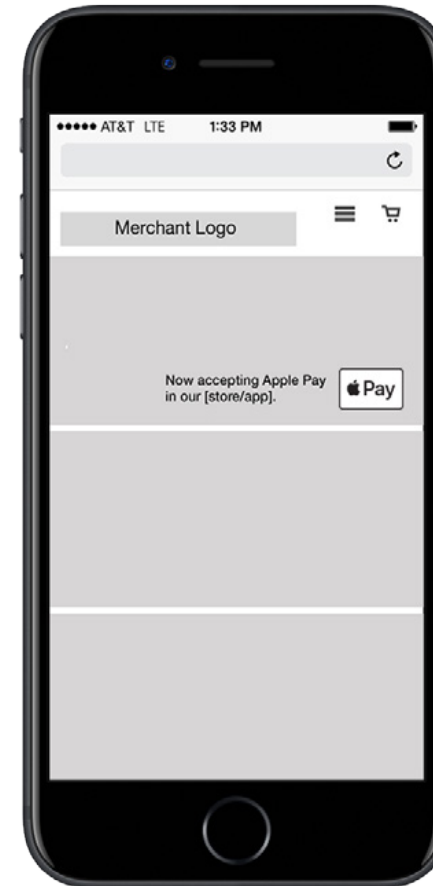 AT&T LTE 1:33 PM
Merchant Logo
Now accepting Apple Pay
in our [store/app].
Pay